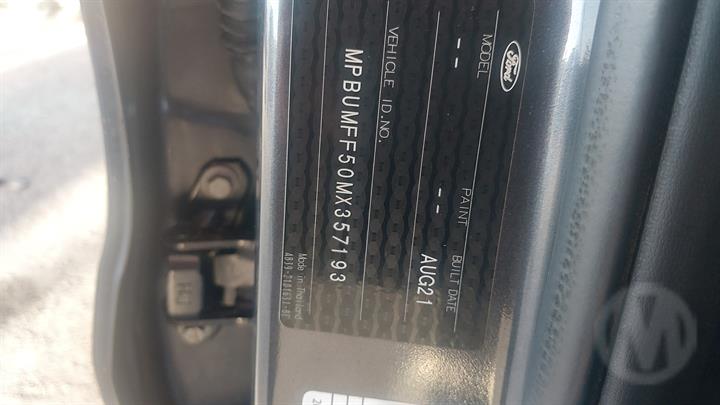 Ford
MODEL PAINT BUILT DATE
-- -- AUG21
VEHICLE ID.NO.
MPBUMFF50MX357193
Made in Thailand
M